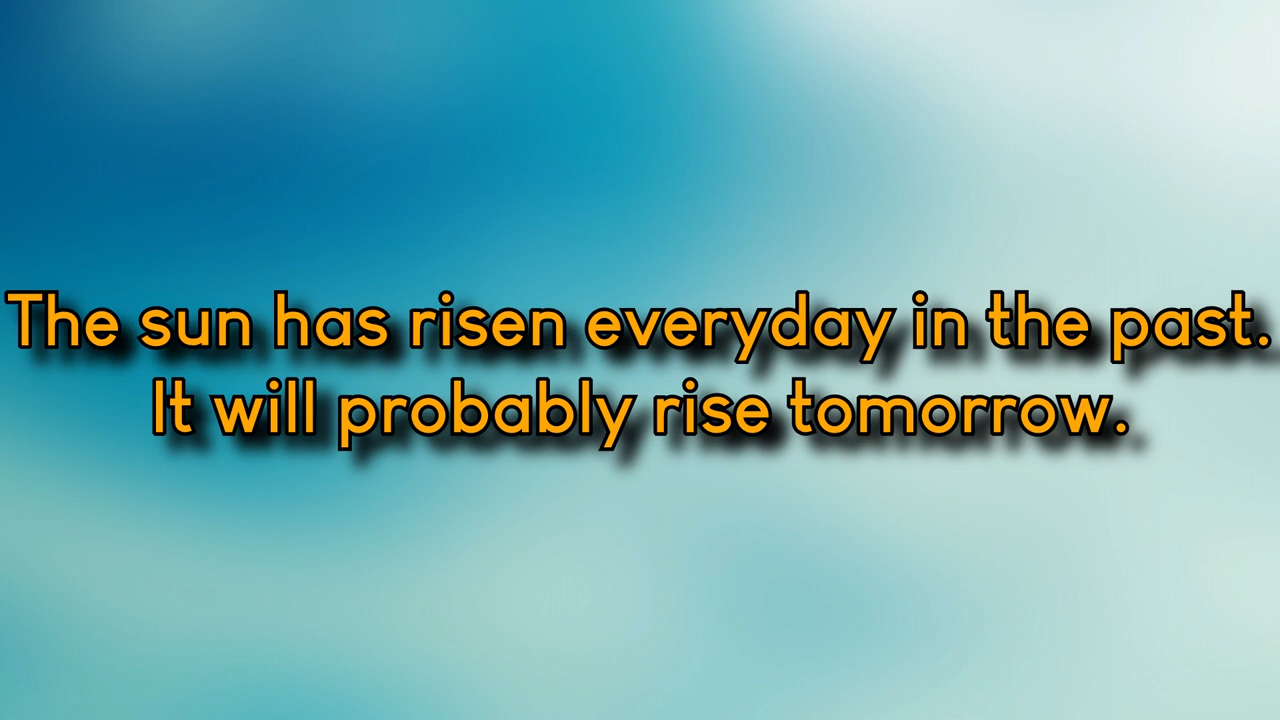 The sun has risen everyday in the past.
It will probably rise tomorrow.